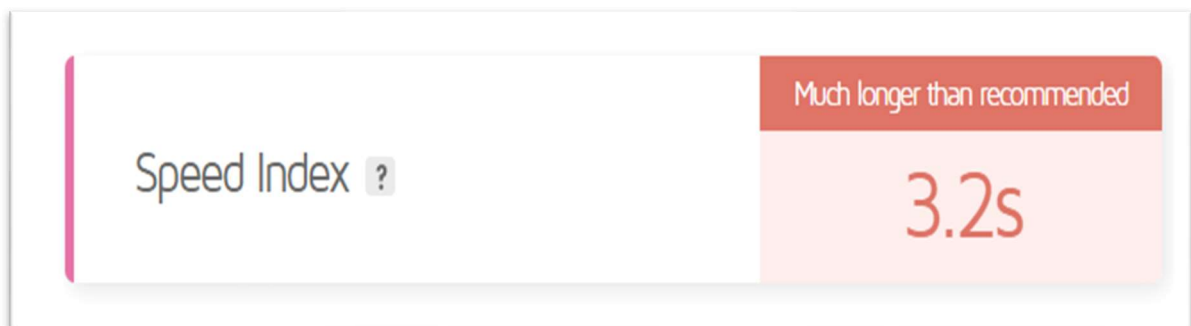 Much longer than recommended
Speed Index ?
3.2s